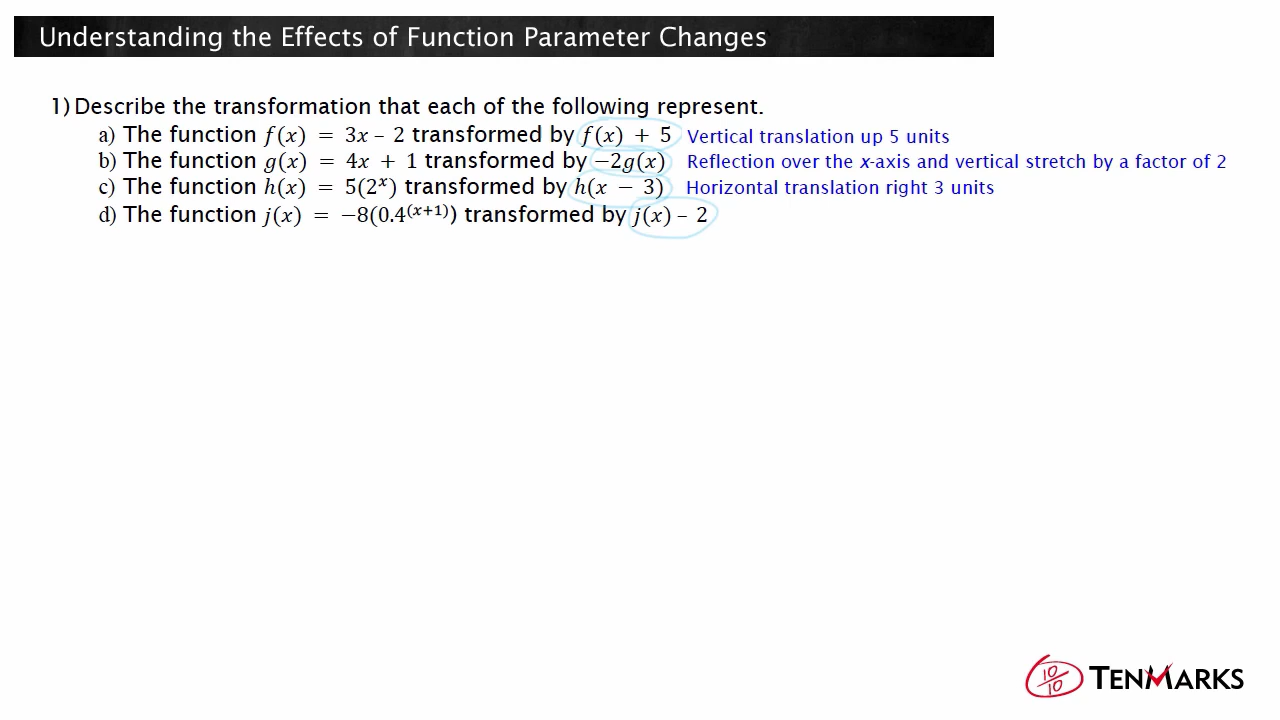 Understanding the Effects of Function Parameter Changes
1) Describe the transformation that each of the following represent.
a) The function f(x) = 3x – 2 transformed by f(x) + 5 Vertical translation up 5 units
b) The function g(x) = 4x + 1 transformed by −2g(x) Reflection over the x-axis and vertical stretch by a factor of 2
c) The function h(x) = 5(2ˣ) transformed by h(x − 3) Horizontal translation right 3 units
d) The function j(x) = −8(0.4⁽ˣ⁺¹⁾) transformed by j(x) – 2
10/10 TENMARKS